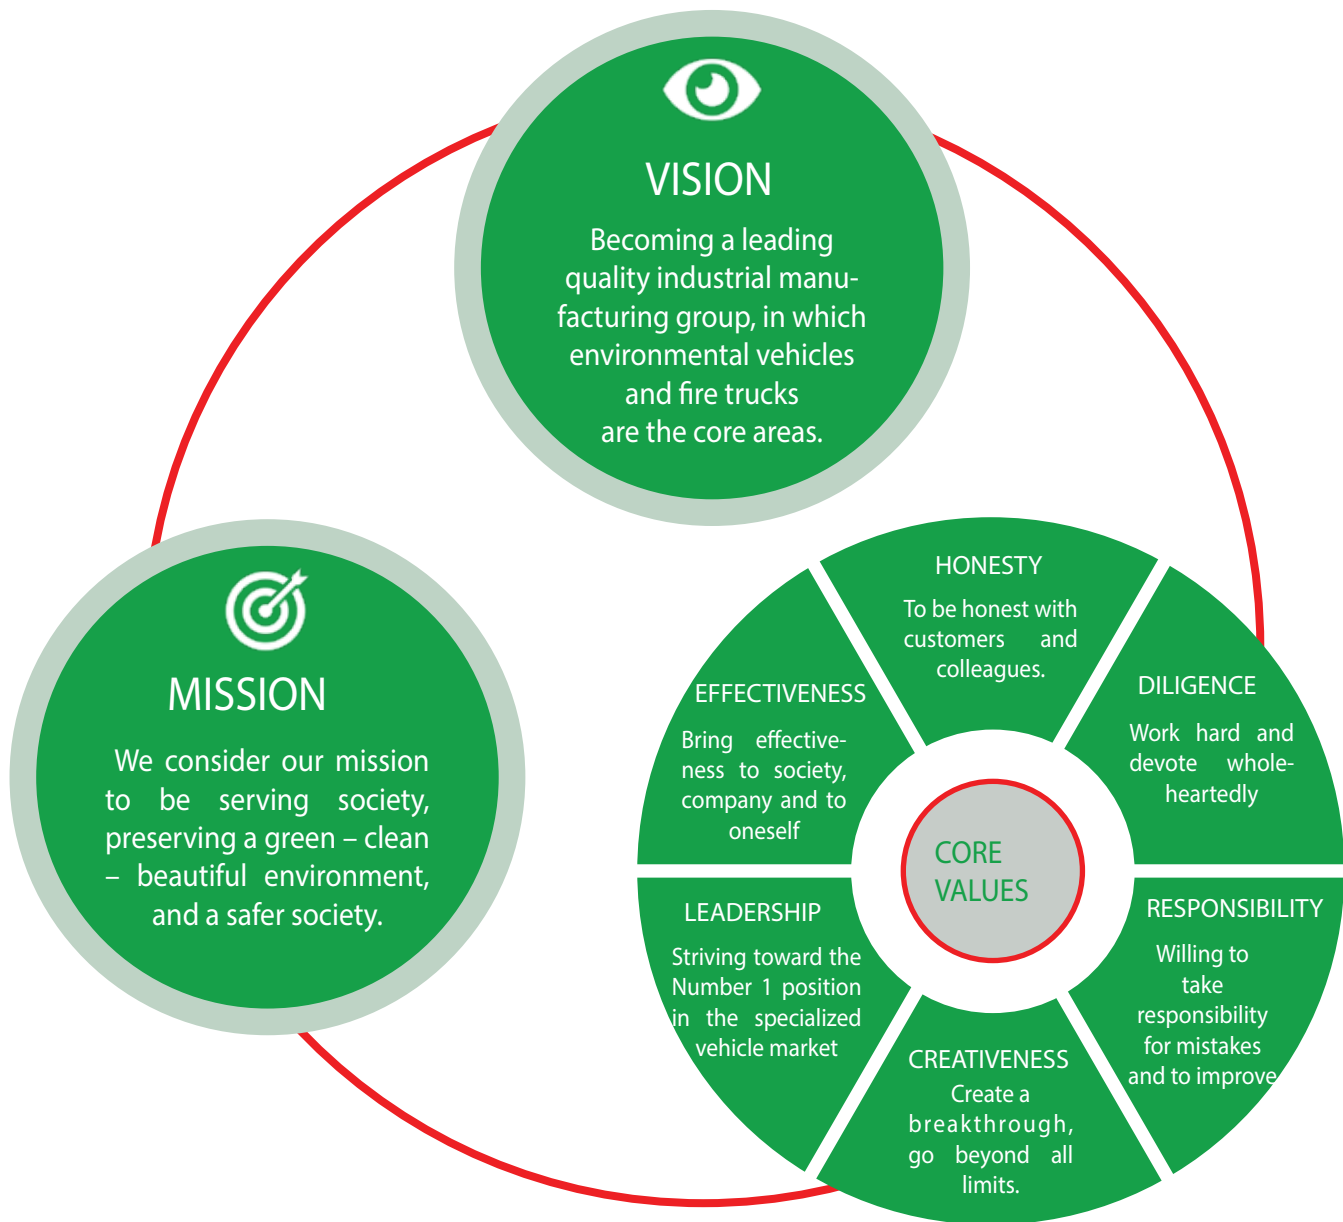 VISION
Becoming a leading
quality industrial manu-
facturing group, in which
environmental vehicles
and fire trucks
are the core areas.
MISSION
We consider our mission
to be serving society,
preserving a green – clean
– beautiful environment,
and a safer society.
CORE
VALUES
HONESTY
To be honest with
customers and
colleagues.
DILIGENCE
Work hard and
devote whole-
heartedly
RESPONSIBILITY
Willing to
take
responsibility
for mistakes
and to improve
CREATIVENESS
Create a
breakthrough,
go beyond all
limits.
LEADERSHIP
Striving toward the
Number 1 position
in the specialized
vehicle market
EFFECTIVENESS
Bring effective-
ness to society,
company and to
oneself